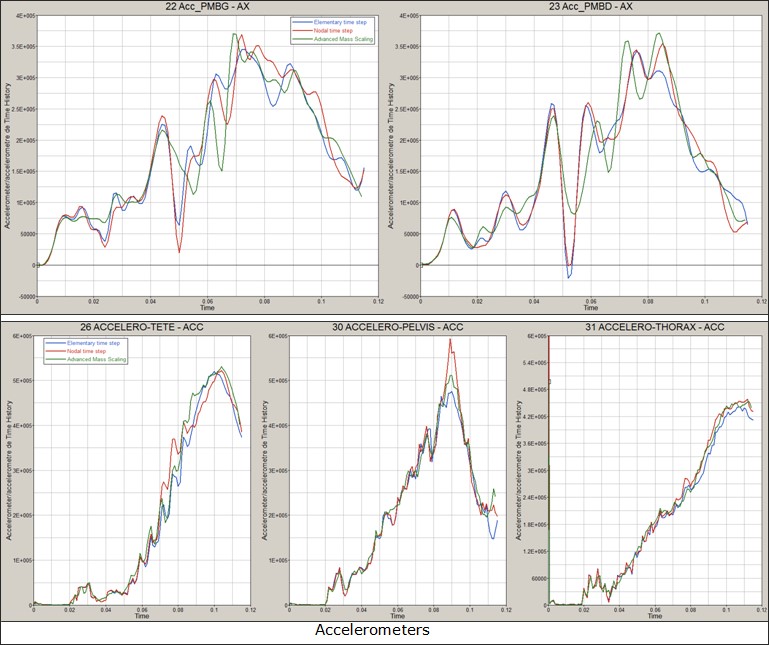 22 Acc_PMBG - AX
Elementary time step
Nodal time step
Advanced Mass Scaling
Accelerometer/accelerometre de Time History
4E+005
3.5E+005
3E+005
2.5E+005
2E+005
1.5E+005
1E+005
50000
0
-50000
0 0.02 0.04 0.06 0.08 0.1 0.12
Time
23 Acc_PMBD - AX
Accelerometer/accelerometre de Time History
4E+005
3.5E+005
3E+005
2.5E+005
2E+005
1.5E+005
1E+005
50000
0
-50000
0 0.02 0.04 0.06 0.08 0.1 0.12
Time
26 ACCELERO-TETE - ACC
Elementary time step
Nodal time step
Advanced Mass Scaling
Accelerometer/accelerometre de Time History
6E+005
5E+005
4E+005
3E+005
2E+005
1E+005
0
0 0.02 0.04 0.06 0.08 0.1 0.12
Time
30 ACCELERO-PELVIS - ACC
Accelerometer/accelerometre de Time History
6E+005
5E+005
4E+005
3E+005
2E+005
1E+005
0
0 0.02 0.04 0.06 0.08 0.1 0.12
Time
31 ACCELERO-THORAX - ACC
Accelerometer/accelerometre de Time History
6E+005
5.4E+005
4.8E+005
4.2E+005
3.6E+005
3E+005
2.4E+005
1.8E+005
1.2E+005
60000
0
0 0.02 0.04 0.06 0.08 0.1 0.12
Time
Accelerometers